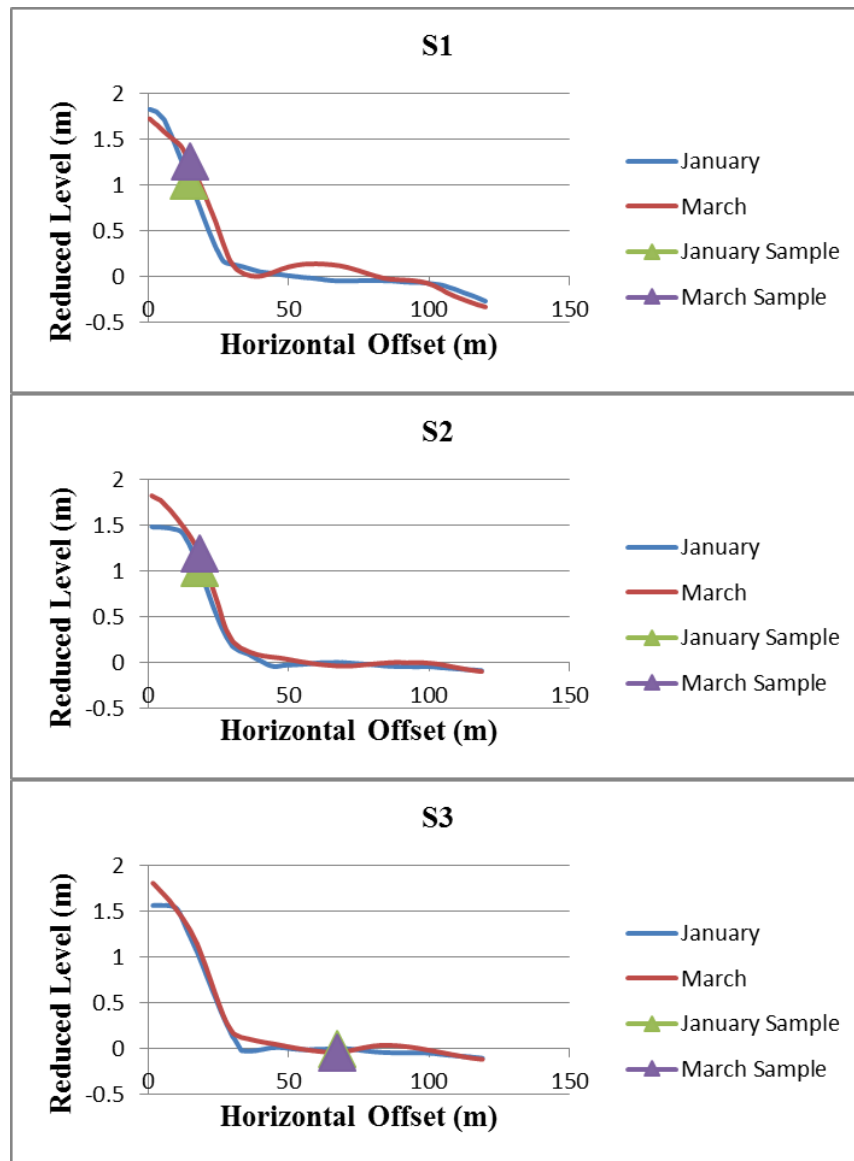 S1
Reduced Level (m)
2
1.5
1
0.5
0
-0.5
0 50 100 150
Horizontal Offset (m)
January
March
January Sample
March Sample
S2
Reduced Level (m)
2
1.5
1
0.5
0
-0.5
0 50 100 150
Horizontal Offset (m)
January
March
January Sample
March Sample
S3
Reduced Level (m)
2
1.5
1
0.5
0
-0.5
0 50 100 150
Horizontal Offset (m)
January
March
January Sample
March Sample